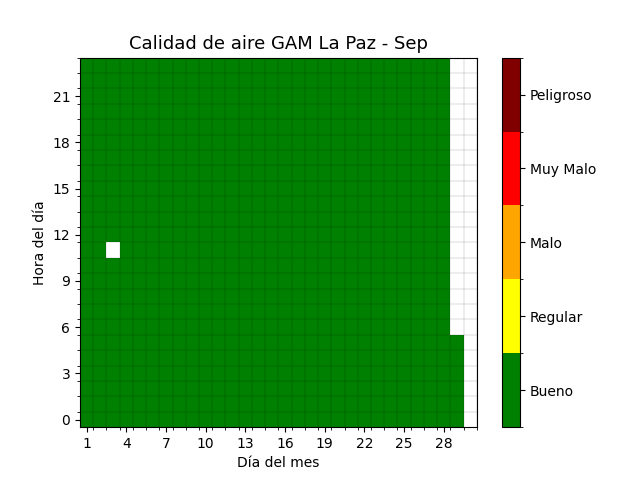 Calidad de aire GAM La Paz - Sep
Hora del día
21
18
15
12
9
6
3
0
1 4 7 10 13 16 19 22 25 28
Día del mes
Peligroso
Muy Malo
Malo
Regular
Bueno